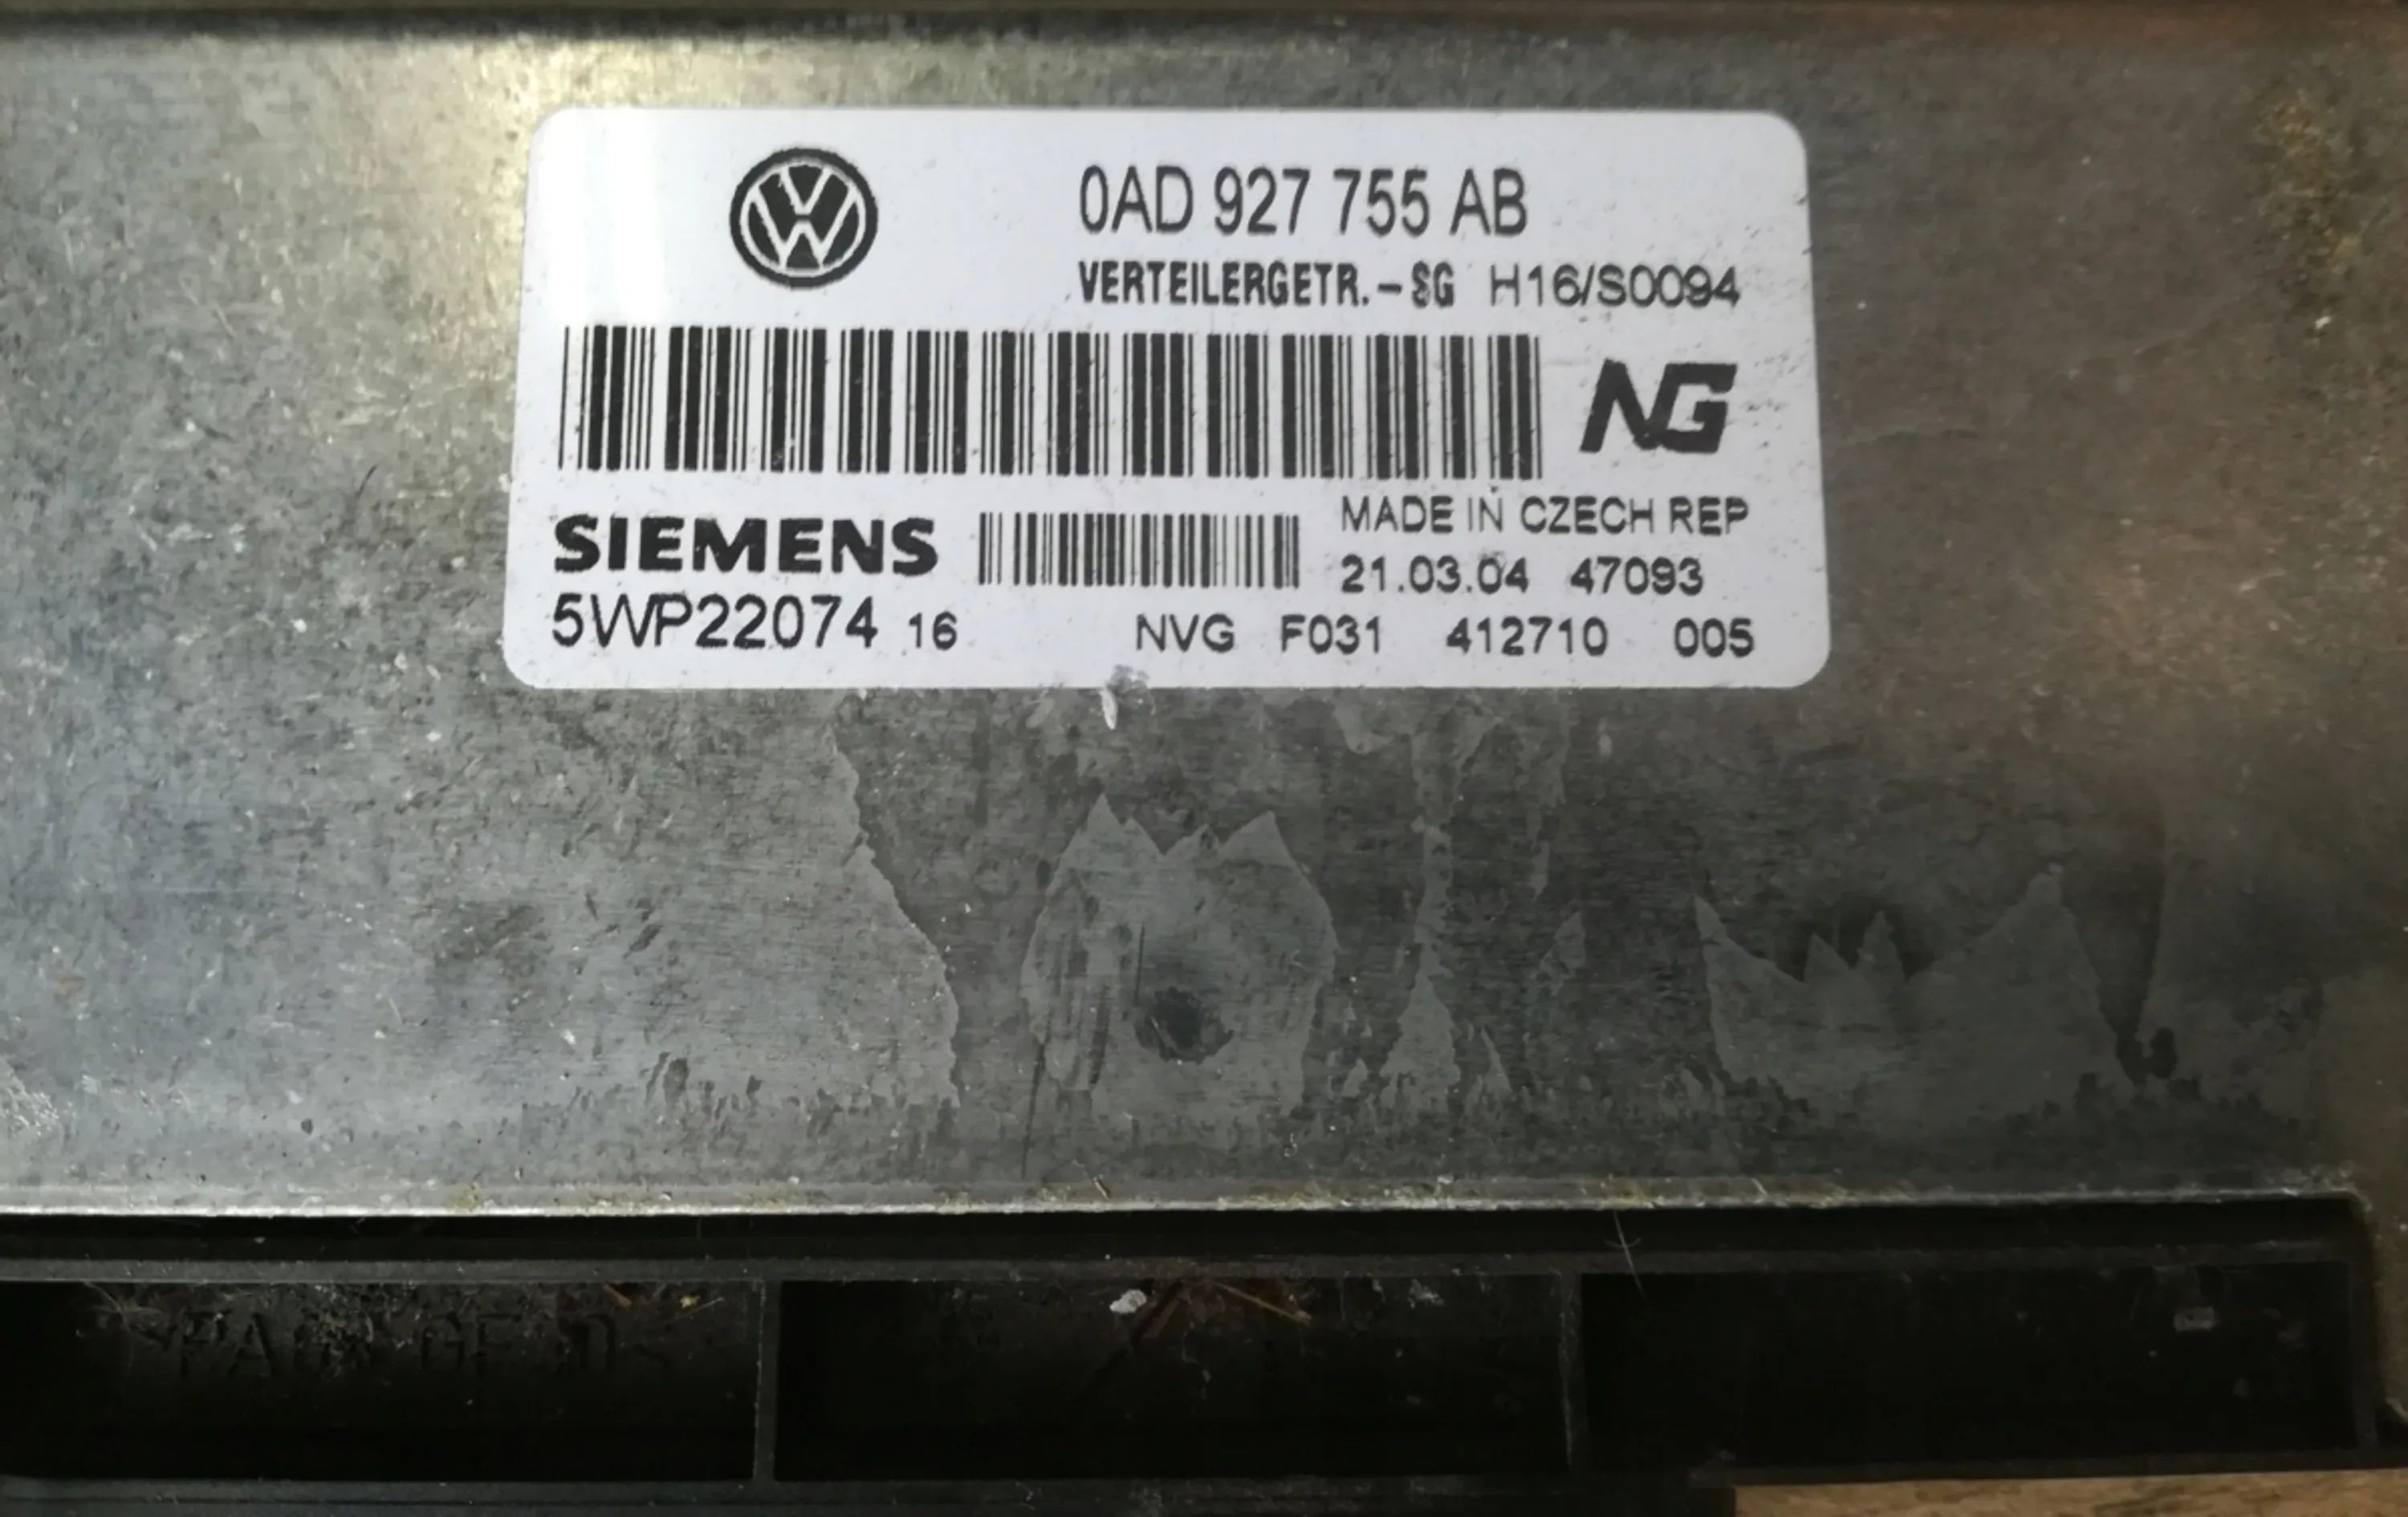 0AD 927 755 AB
VERTEILERGETR.-SG H16/S0094
NG
SIEMENS
MADE IN CZECH REP
21.03.04 47093
5WP22074 16 NVG F031 412710 005